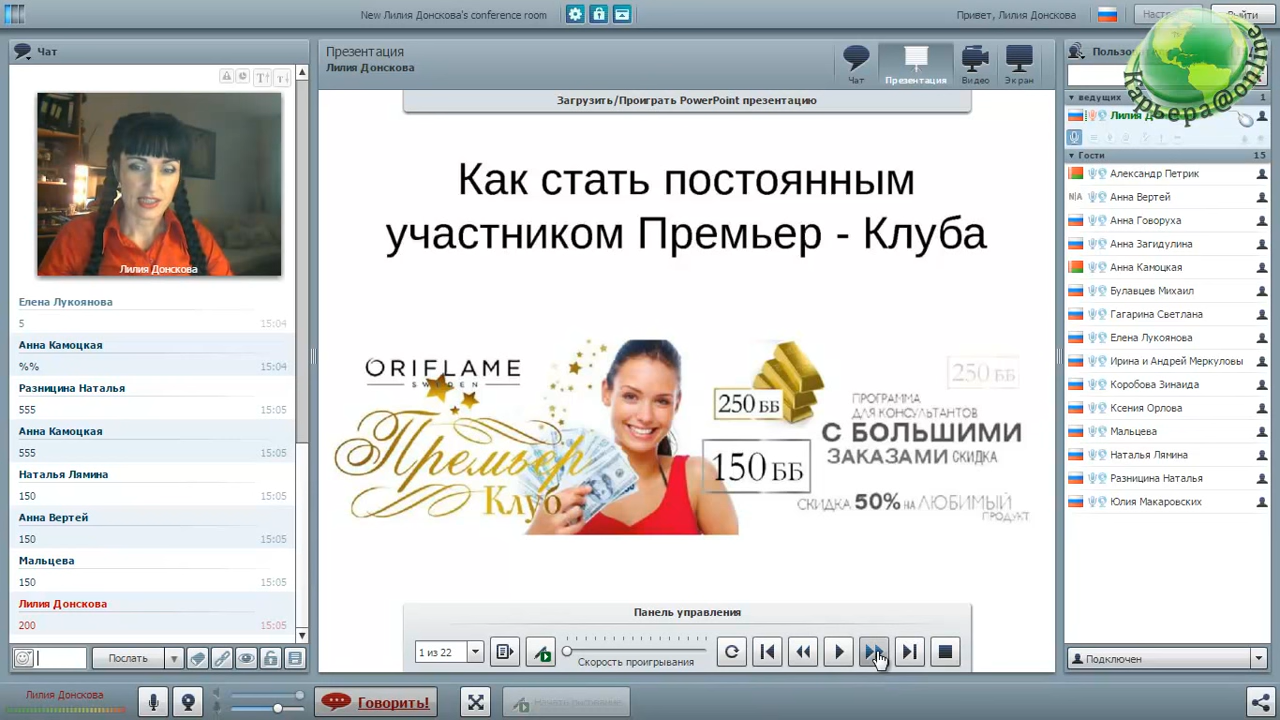 New Лилия Донскова's conference room
Привет, Лилия Донскова
Выйти
Чат
Лилия Донскова
Елена Лукоянова
5 15:04
Анна Камоцкая
%% 15:04
Разницина Наталья
555 15:05
Анна Камоцкая
555 15:05
Наталья Лямина
150 15:05
Анна Вертей
150 15:05
Мальцева
150 15:05
Лилия Донскова
200 15:05
Послать
Презентация
Лилия Донскова
Чат
Презентация
Видео
Экран
Загрузить/Проиграть PowerPoint презентацию
Как стать постоянным
участником Премьер - Клуба
ORIFLAME
SWEDEN
Премьер
Клуб
250 ББ
150 ББ
250 ББ
ПРОГРАММА
ДЛЯ КОНСУЛЬТАНТОВ
С БОЛЬШИМИ
ЗАКАЗАМИ СКИДКА
СКИДКА 50% НА ЛЮБИМЫЙ
ПРОДУКТ
Панель управления
1 из 22
Скорость проигрывания
карьера@online
ведущих 1
Гости 15
Александр Петрик
N/A Анна Вертей
Анна Говоруха
Анна Загидулина
Анна Камоцкая
Булавцев Михаил
Гагарина Светлана
Елена Лукоянова
Ирина и Андрей Меркуловы
Коробова Зинаида
Ксения Орлова
Мальцева
Наталья Лямина
Разницина Наталья
Юлия Макаровских
Подключен
Лилия Донскова
Говорить!